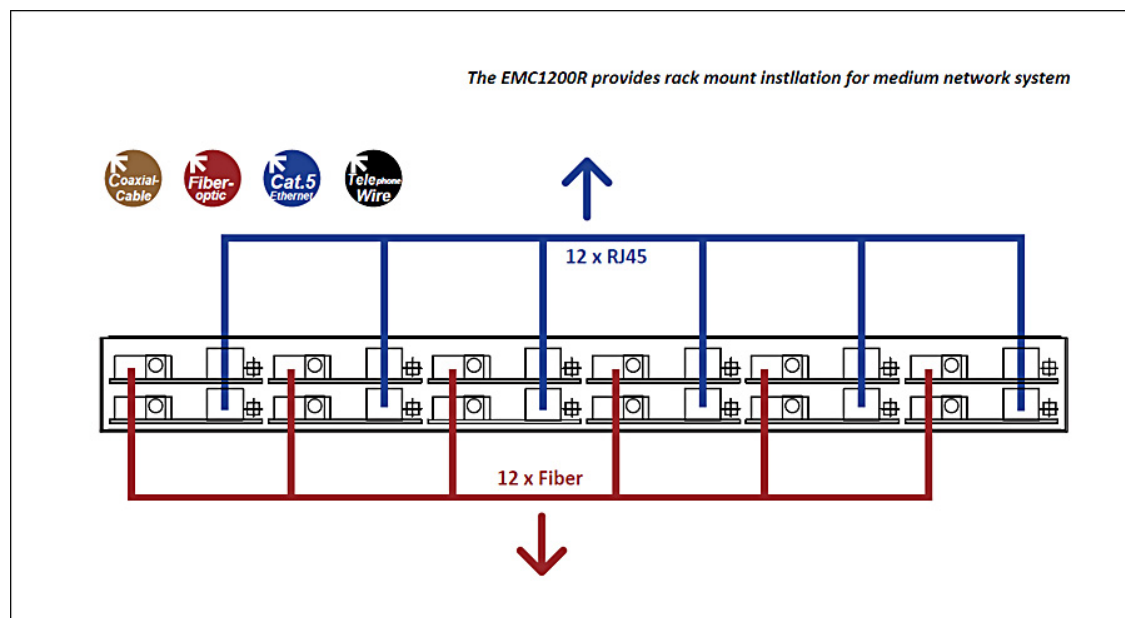 The EMC1200R provides rack mount instllation for medium network system
Coaxial-
Cable
Fiber-
optic
Cat.5
Ethernet
Telephone
Wire
12 x RJ45
12 x Fiber